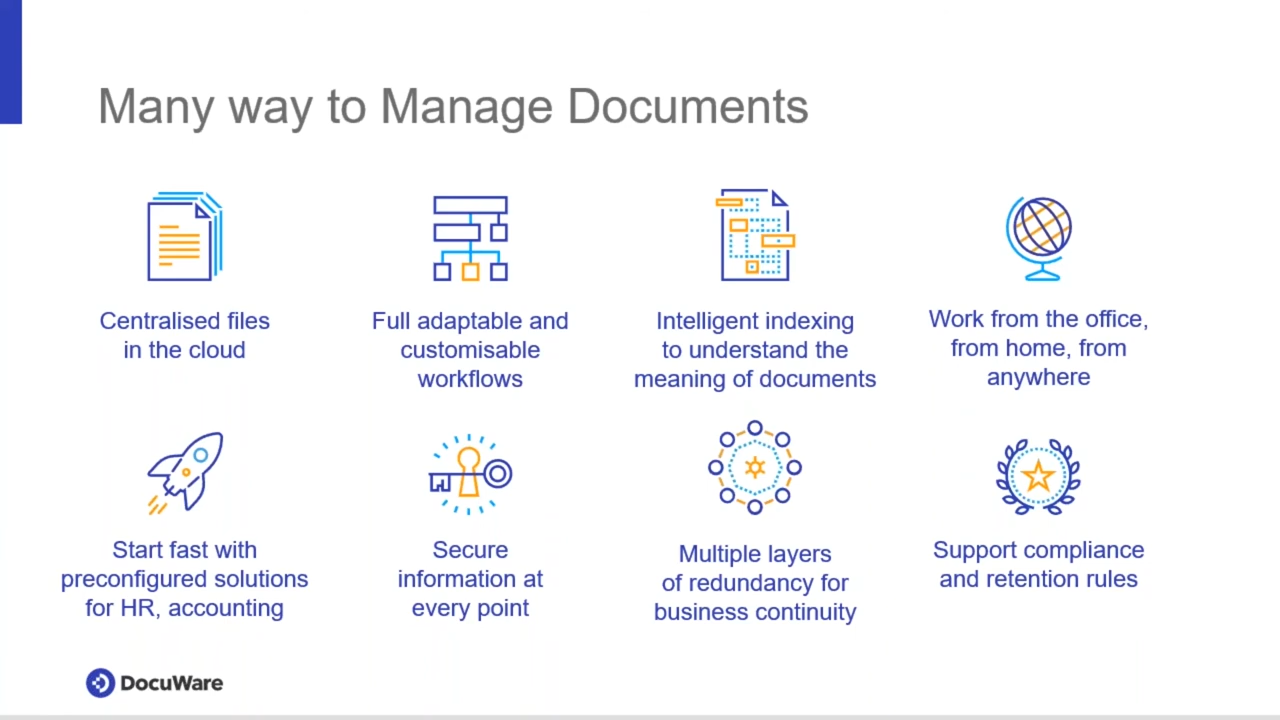 Many way to Manage Documents
Centralised files
in the cloud
Full adaptable and
customisable
workflows
Intelligent indexing
to understand the
meaning of documents
Work from the office,
from home, from
anywhere
Start fast with
preconfigured solutions
for HR, accounting
Secure
information at
every point
Multiple layers
of redundancy for
business continuity
Support compliance
and retention rules
DocuWare